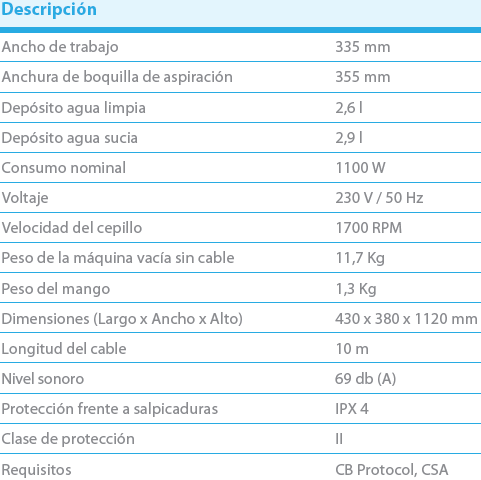 Descripción
Ancho de trabajo 335 mm
Anchura de boquilla de aspiración 355 mm
Depósito agua limpia 2,6 l
Depósito agua sucia 2,9 l
Consumo nominal 1100 W
Voltaje 230 V / 50 Hz
Velocidad del cepillo 1700 RPM
Peso de la máquina vacía sin cable 11,7 Kg
Peso del mango 1,3 Kg
Dimensiones (Largo x Ancho x Alto) 430 x 380 x 1120 mm
Longitud del cable 10 m
Nivel sonoro 69 db (A)
Protección frente a salpicaduras IPX 4
Clase de protección II
Requisitos CB Protocol, CSA